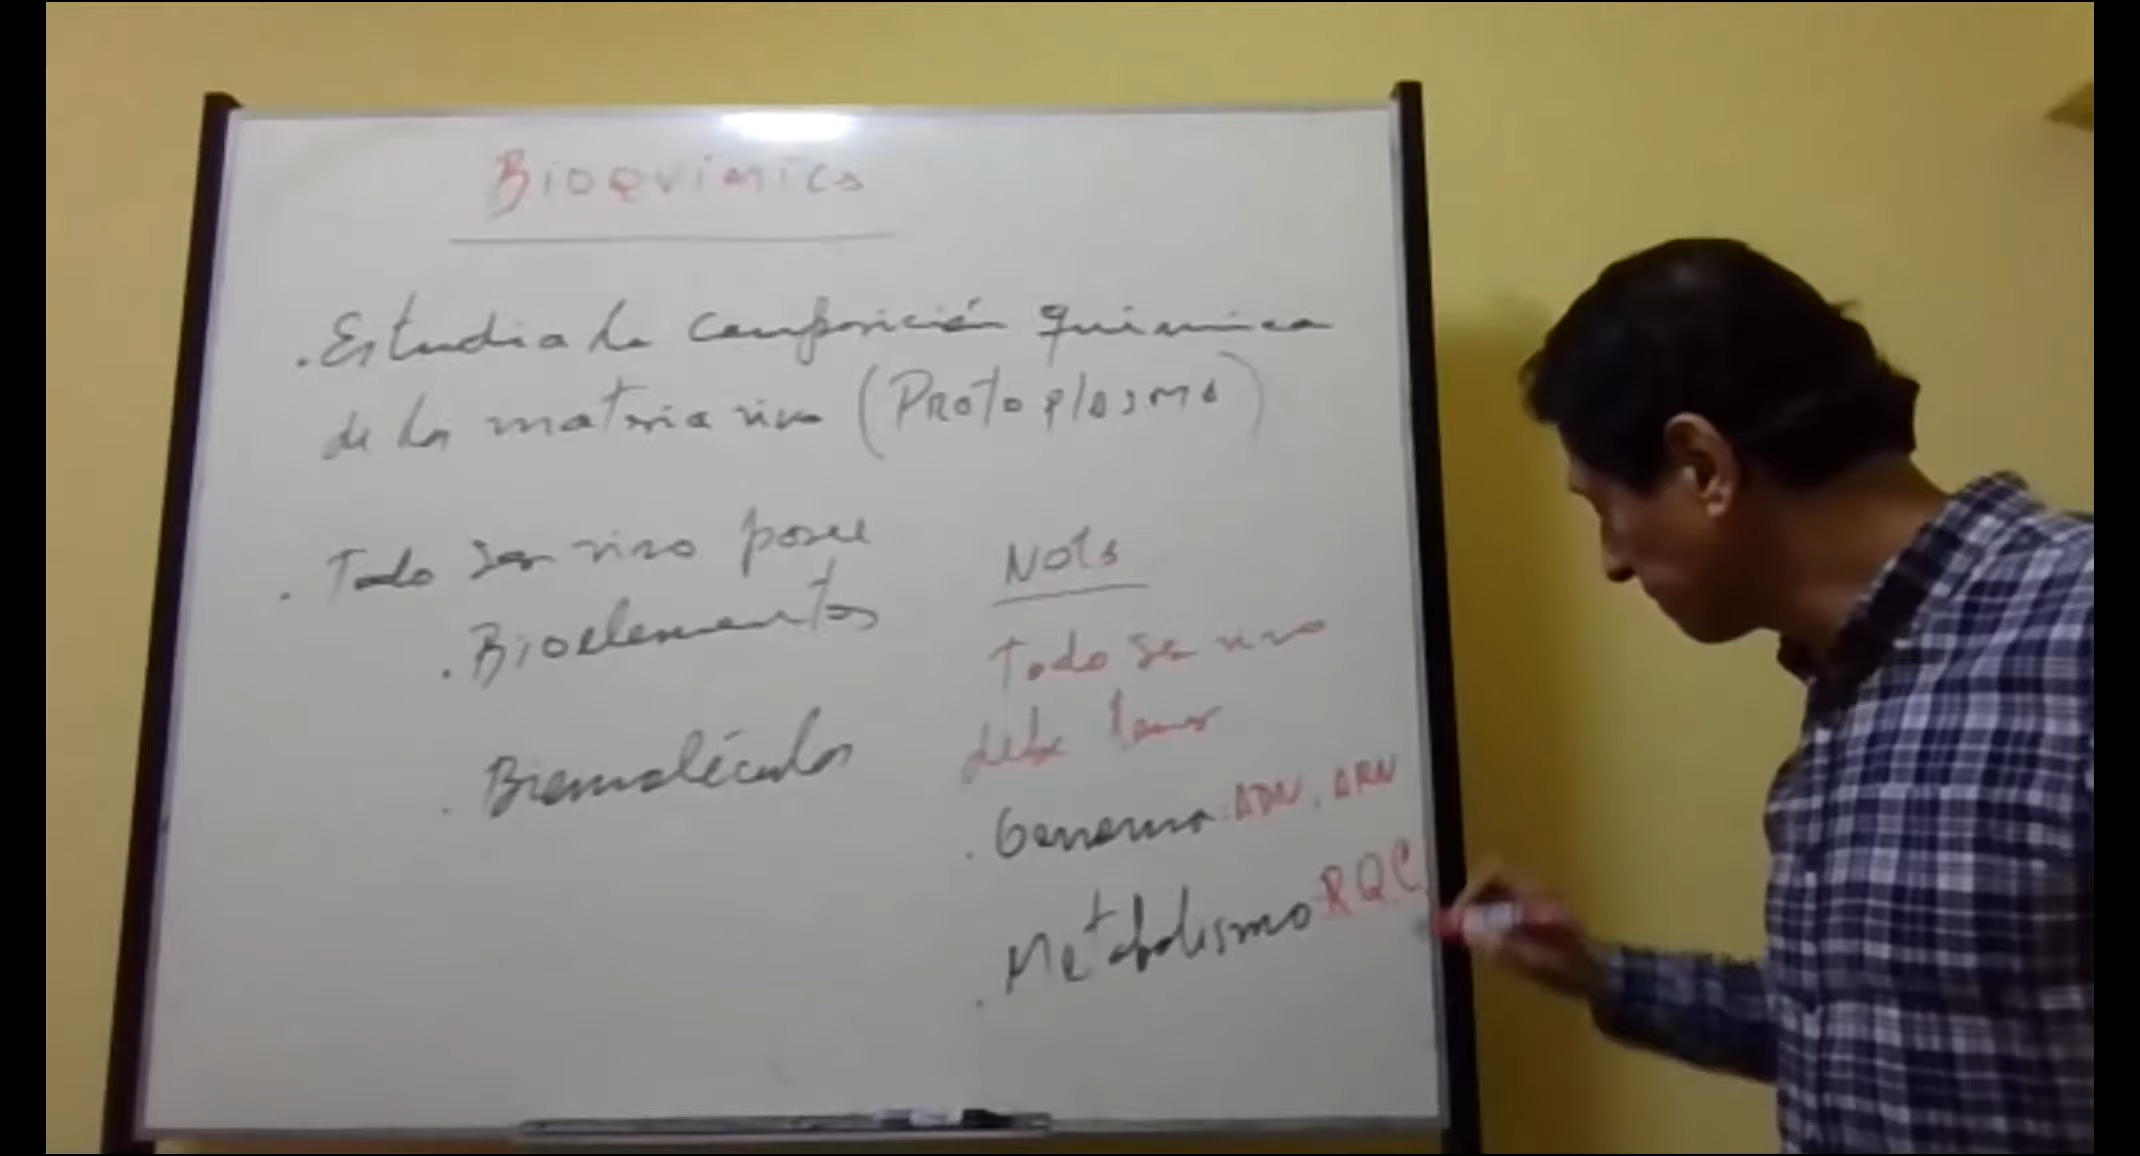 Bioquímica
. Estudia la composición química
de la materia viva (Protoplasma)
. Todo ser vivo posee
. Bioelementos
. Biomoléculas
Nota
Todo ser vivo
debe tener
. Genoma: ADN, ARN
. Metabolismo RQC